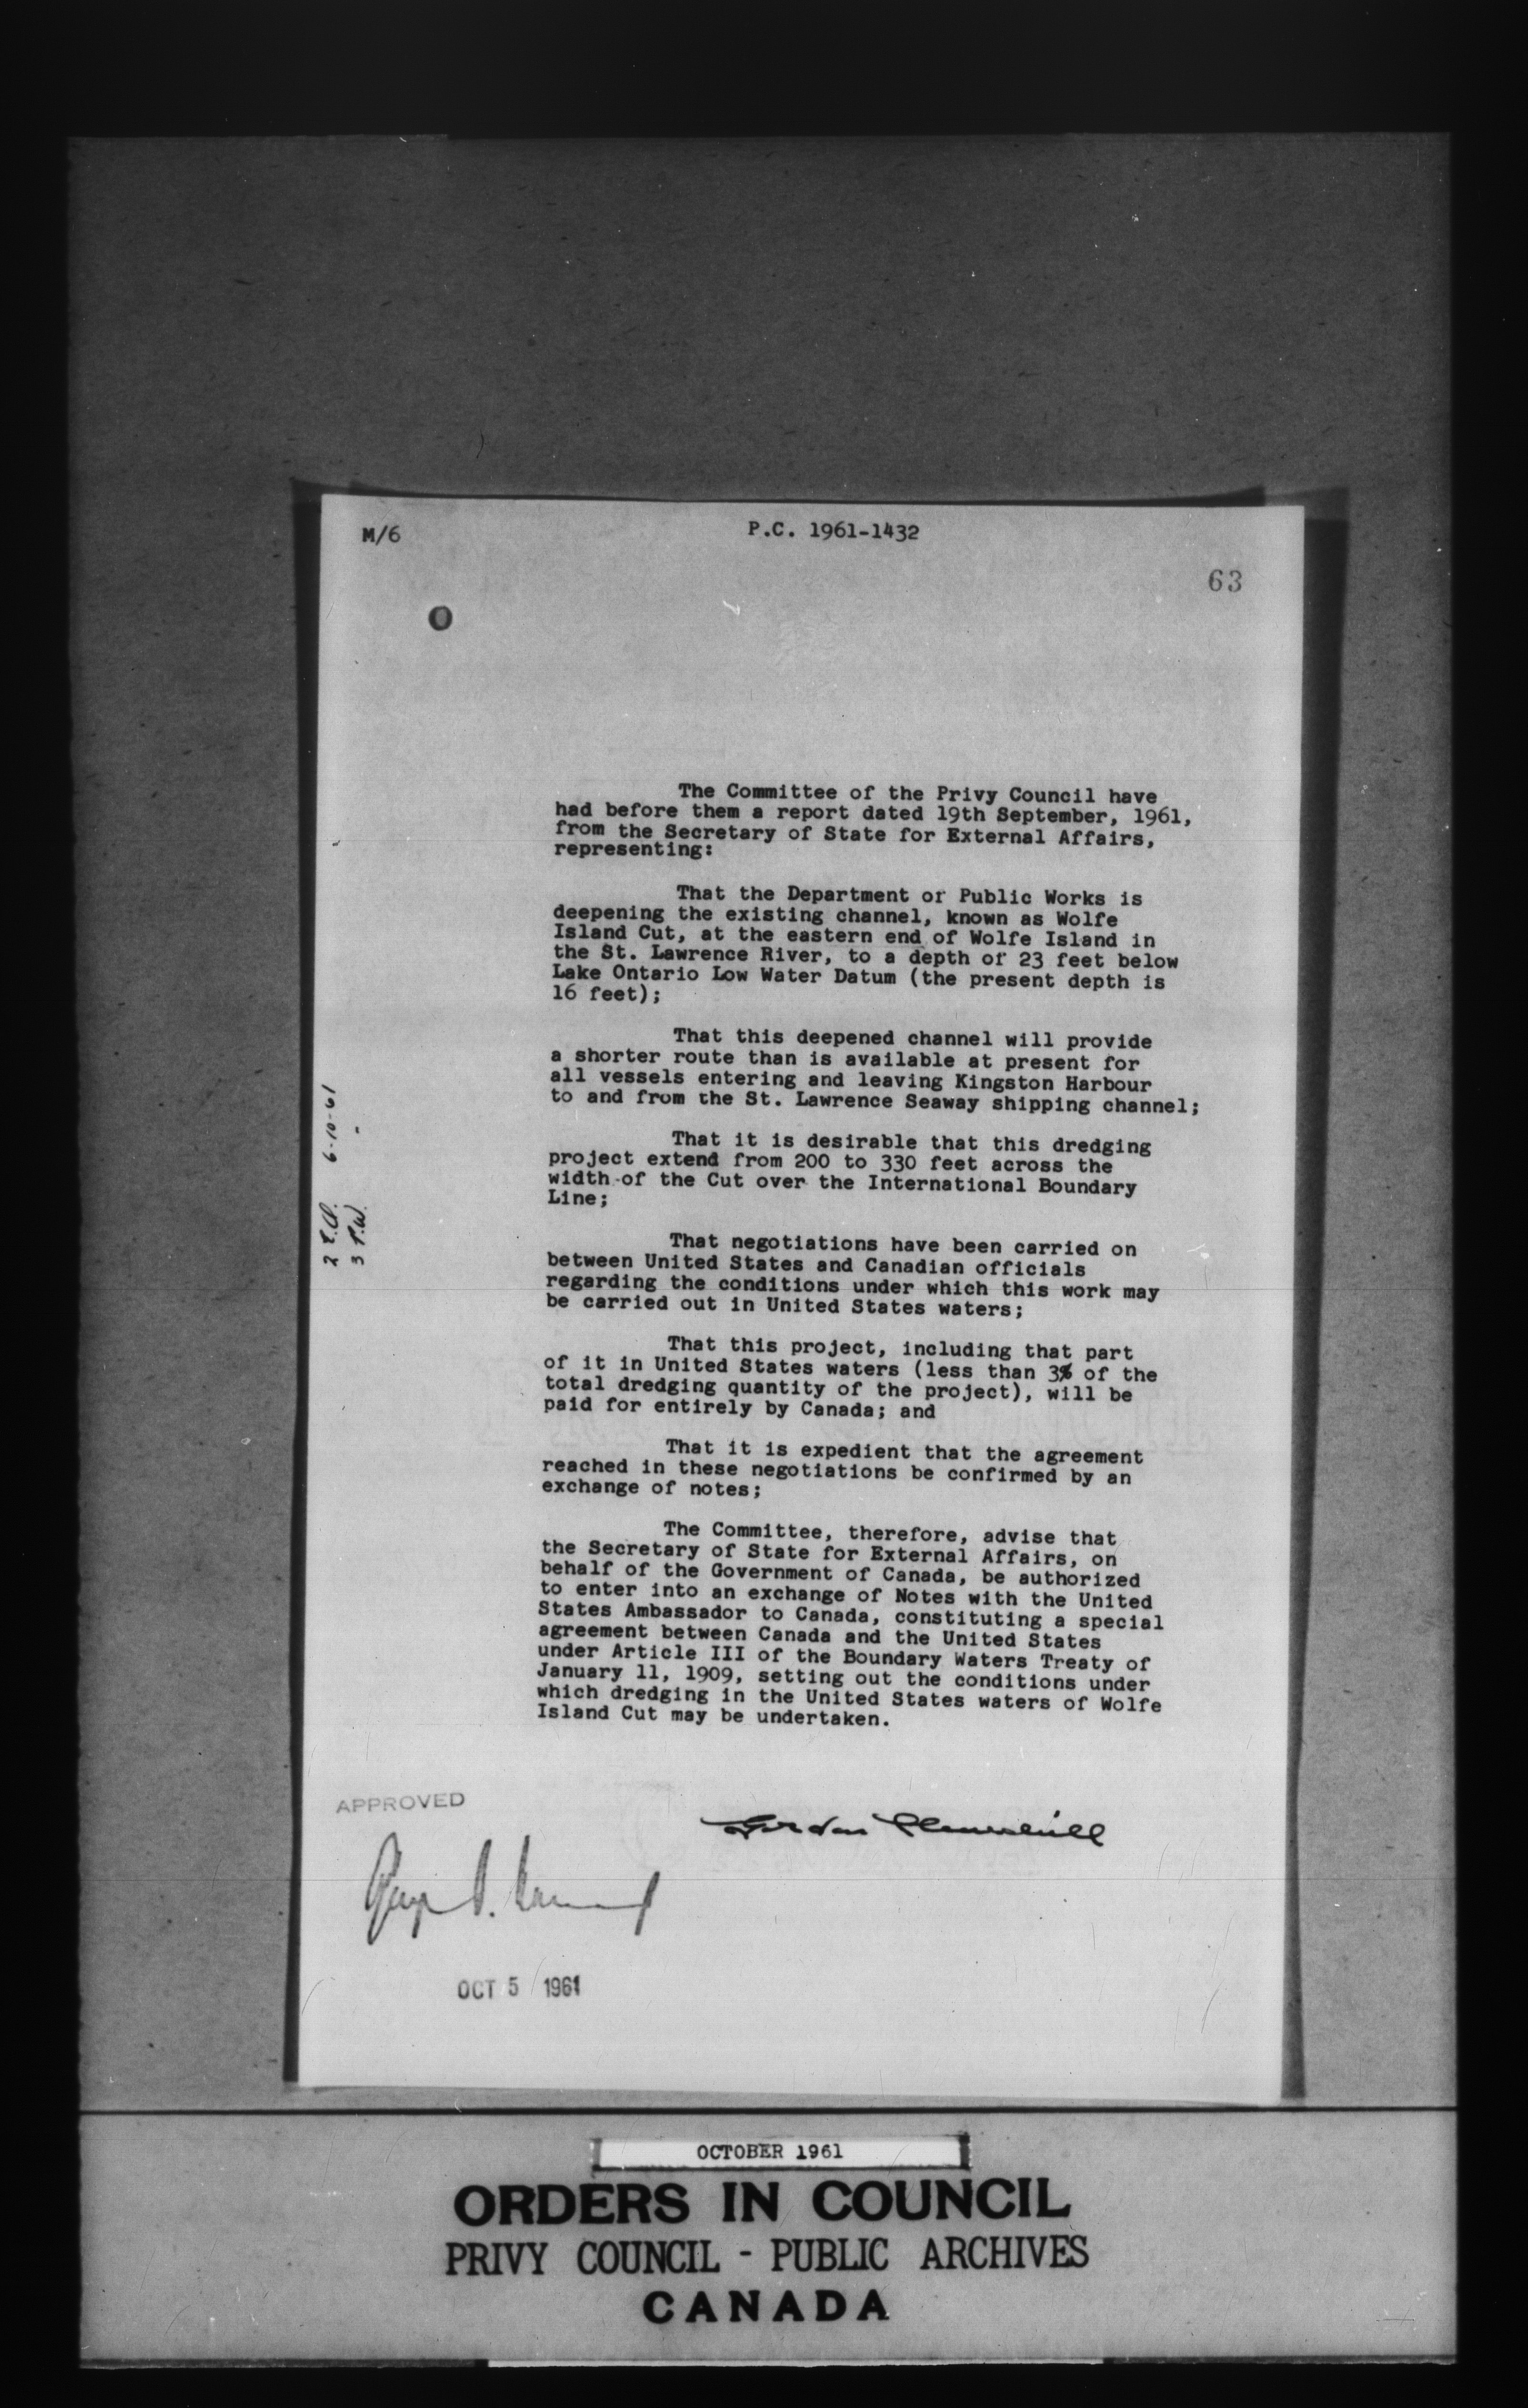 M/6
P.C. 1961-1432
63
The Committee of the Privy Council have
had before them a report dated 19th September, 1961,
from the Secretary of State for External Affairs,
representing:
That the Department of Public Works is
deepening the existing channel, known as Wolfe
Island Cut, at the eastern end of Wolfe Island in
the St. Lawrence River, to a depth of 23 feet below
Lake Ontario Low Water Datum (the present depth is
16 feet);
That this deepened channel will provide
a shorter route than is available at present for
all vessels entering and leaving Kingston Harbour
to and from the St. Lawrence Seaway shipping channel;
That it is desirable that this dredging
project extend from 200 to 330 feet across the
width of the Cut over the International Boundary
Line;
That negotiations have been carried on
between United States and Canadian officials
regarding the conditions under which this work may
be carried out in United States waters;
That this project, including that part
of it in United States waters (less than 3% of the
total dredging quantity of the project), will be
paid for entirely by Canada; and
That it is expedient that the agreement
reached in these negotiations be confirmed by an
exchange of notes;
The Committee, therefore, advise that
the Secretary of State for External Affairs, on
behalf of the Government of Canada, be authorized
to enter into an exchange of Notes with the United
States Ambassador to Canada, constituting a special
agreement between Canada and the United States
under Article III of the Boundary Waters Treaty of
January 11, 1909, setting out the conditions under
which dredging in the United States waters of Wolfe
Island Cut may be undertaken.
6-10-61
3 P.W.
APPROVED
Gordon Churchill
OCT 5 1961
OCTOBER 1961
ORDERS IN COUNCIL
PRIVY COUNCIL - PUBLIC ARCHIVES
CANADA